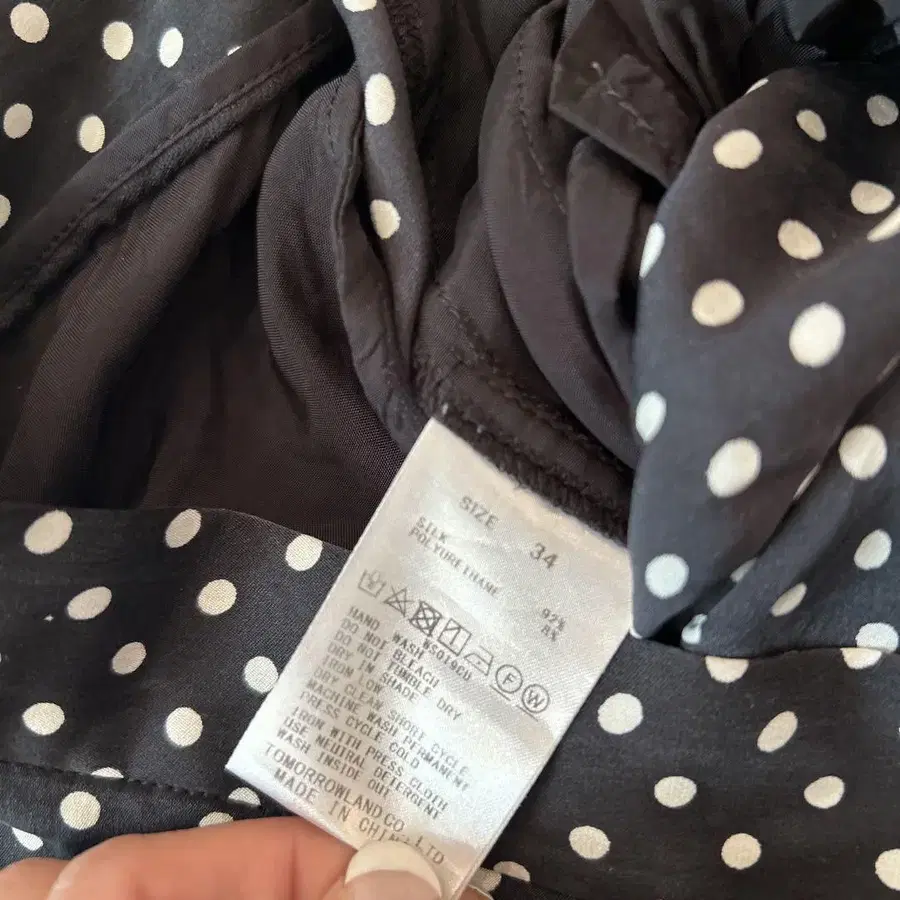 SIZE 34
SILK 92%
POLYURETHANE 8%
F W
HAND WASH
DO NOT BLEACH
DO NOT TUMBLE DRY
DRY IN SHADE
IRON LOW
DRY CLEAN SHORE CYCLE
MACHINE WASH PERMANENT
PRESS CYCLE COLD
IRON WITH PRESS CLOTH
USE NEUTRAL DETERGENT
WASH INSIDE OUT
TOMORROWLAND CO.,LTD
MADE IN CHINA